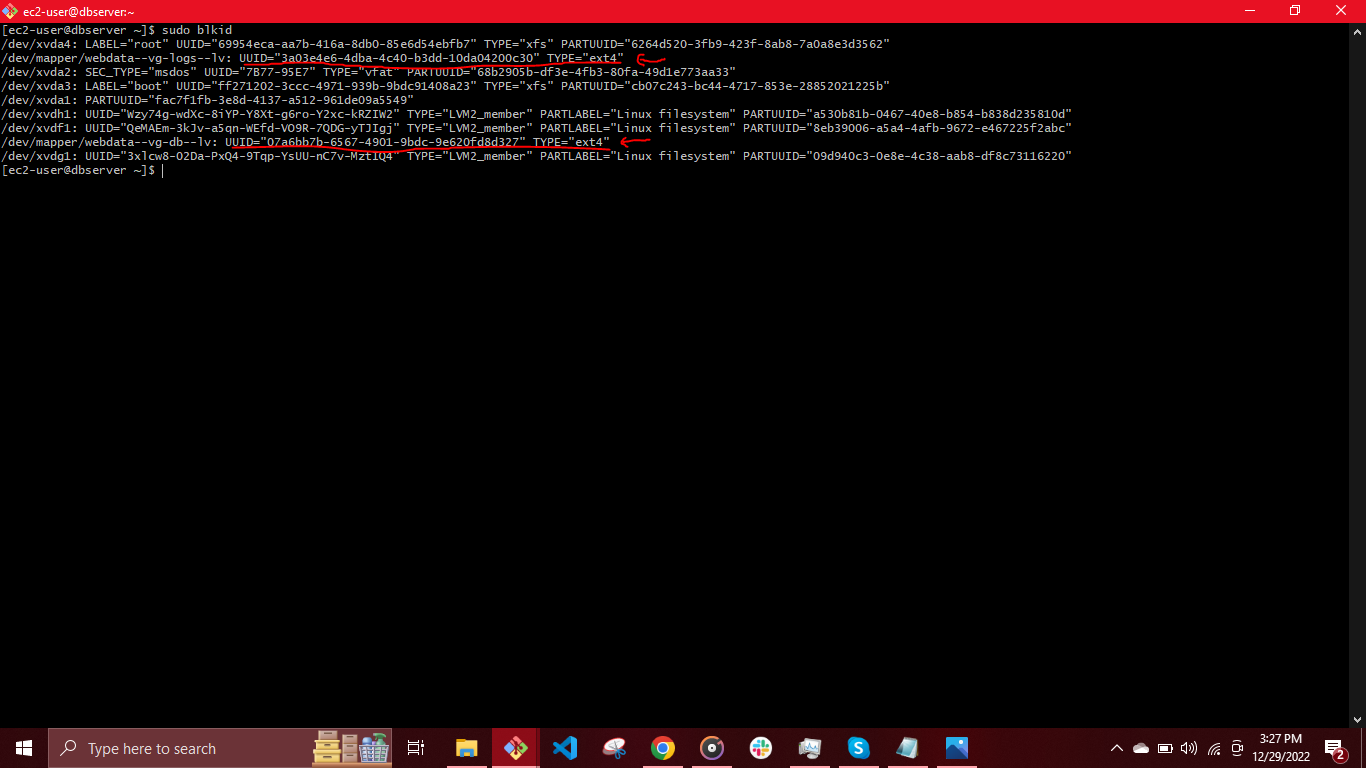 ec2-user@dbserver:~
[ec2-user@dbserver ~]$ sudo blkid
/dev/xvda4: LABEL="root" UUID="69954eca-aa7b-416a-8db0-85e6d54ebfb7" TYPE="xfs" PARTUUID="6264d520-3fb9-423f-8ab8-7a0a8e3d3562"
/dev/mapper/webdata--vg-logs--lv: UUID="3a03e4e6-4dba-4c40-b3dd-10da04200c30" TYPE="ext4"
/dev/xvda2: SEC_TYPE="msdos" UUID="7B77-95E7" TYPE="vfat" PARTUUID="68b2905b-df3e-4fb3-80fa-49d1e773aa33"
/dev/xvda3: LABEL="boot" UUID="ff271202-3ccc-4971-939b-9bdc91408a23" TYPE="xfs" PARTUUID="cb07c243-bc44-4717-853e-28852021225b"
/dev/xvda1: PARTUUID="fac7f1fb-3e8d-4137-a512-961de09a5549"
/dev/xvdh1: UUID="Wzy74g-wdXc-8iYP-Y8Xt-g6ro-Y2xc-kRZIW2" TYPE="LVM2_member" PARTLABEL="Linux filesystem" PARTUUID="a530b81b-0467-40e8-b854-b838d235810d"
/dev/xvdf1: UUID="QeMAEm-3kJv-a5qn-WEfd-VO9R-7QDG-yTJIgj" TYPE="LVM2_member" PARTLABEL="Linux filesystem" PARTUUID="8eb39006-a5a4-4afb-9672-e467225f2abc"
/dev/mapper/webdata--vg-db--lv: UUID="07a6bb7b-6567-4901-9bdc-9e620fd8d327" TYPE="ext4"
/dev/xvdg1: UUID="3xlcw8-O2Da-PxQ4-9Tqp-YsUU-nC7v-MztIQ4" TYPE="LVM2_member" PARTLABEL="Linux filesystem" PARTUUID="09d940c3-0e8e-4c38-aab8-df8c73116220"
[ec2-user@dbserver ~]$
Type here to search
3:27 PM
12/29/2022
2